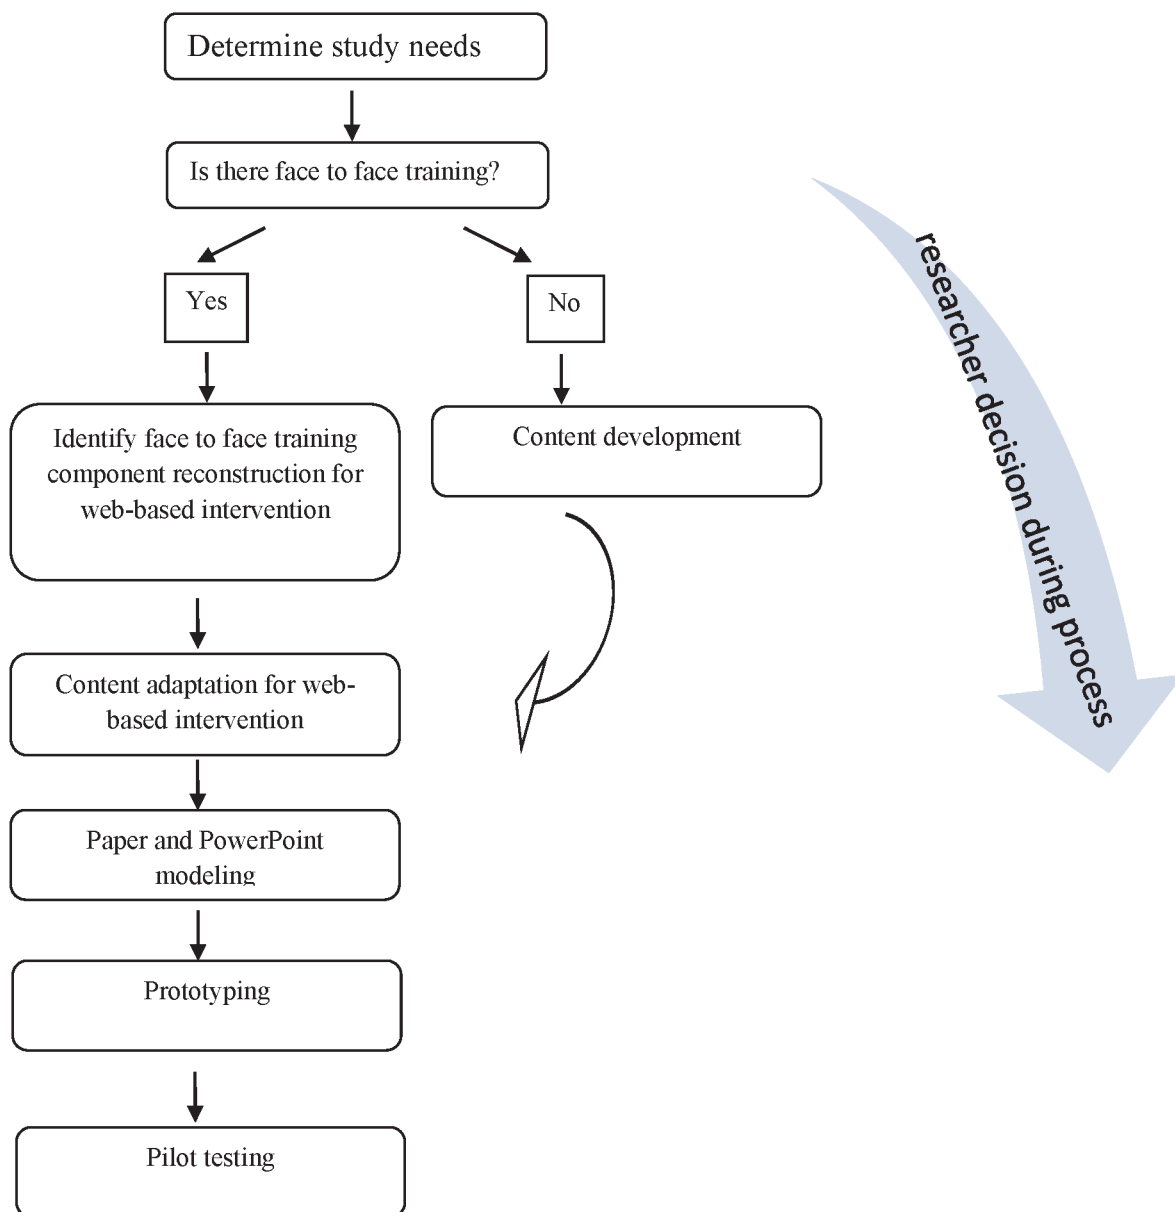 Determine study needs
Is there face to face training?
Yes
No
Identify face to face training
component reconstruction for
web-based intervention
Content development
Content adaptation for web-
based intervention
Paper and PowerPoint
modeling
Prototyping
Pilot testing
researcher decision during process